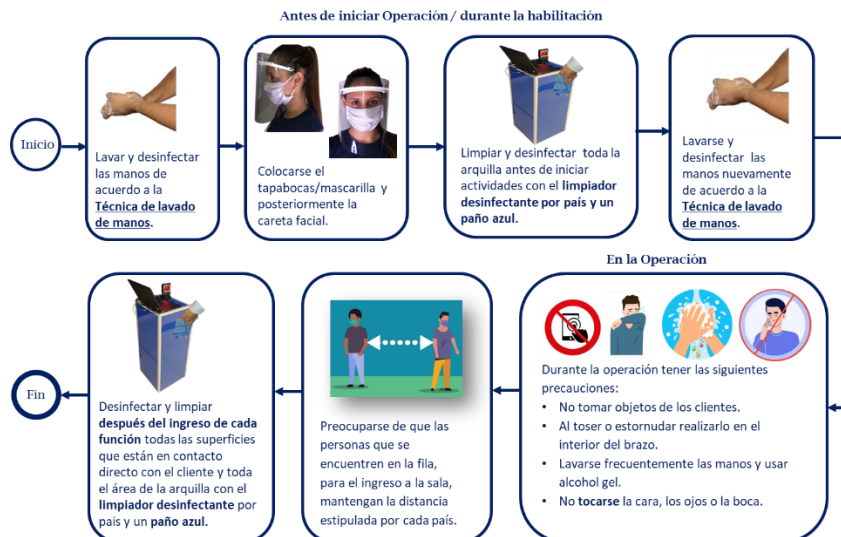 Antes de iniciar Operación / durante la habilitación
Inicio
Lavar y desinfectar
las manos de
acuerdo a la
Técnica de lavado
de manos.
Colocarse el
tapabocas/mascarilla y
posteriormente la
careta facial.
Limpiar y desinfectar toda la
arquilla antes de iniciar
actividades con el limpiador
desinfectante por país y un
paño azul.
Lavarse y
desinfectar las
manos nuevamente
de acuerdo a la
Técnica de lavado
de manos.
En la Operación
Durante la operación tener las siguientes
precauciones:
• No tomar objetos de los clientes.
• Al toser o estornudar realizarlo en el
interior del brazo.
• Lavarse frecuentemente las manos y usar
alcohol gel.
• No tocarse la cara, los ojos o la boca.
Preocuparse de que las
personas que se
encuentren en la fila,
para el ingreso a la sala,
mantengan la distancia
estipulada por cada país.
Desinfectar y limpiar
después del ingreso de cada
función todas las superficies
que están en contacto
directo con el cliente y toda
el área de la arquilla con el
limpiador desinfectante por
pais y un paño azul.
Fin